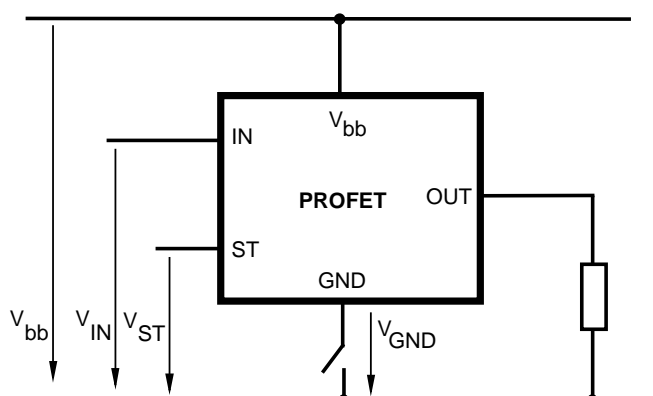 Vbb
IN
PROFET
OUT
ST
GND
Vbb
VIN
VST
VGND